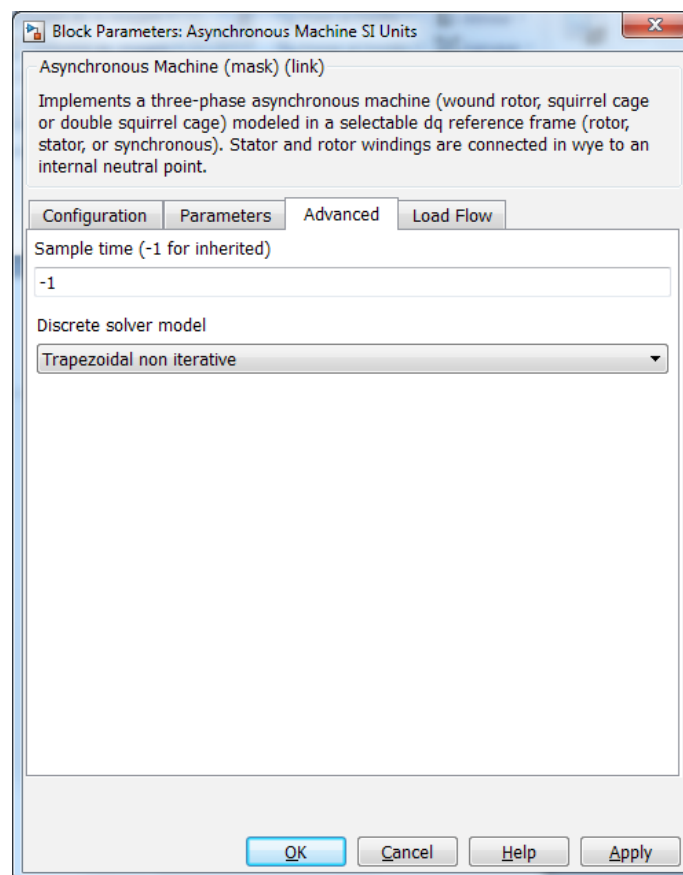 Block Parameters: Asynchronous Machine SI Units
Asynchronous Machine (mask) (link)
Implements a three-phase asynchronous machine (wound rotor, squirrel cage
or double squirrel cage) modeled in a selectable dq reference frame (rotor,
stator, or synchronous). Stator and rotor windings are connected in wye to an
internal neutral point.
Configuration Parameters Advanced Load Flow
Sample time (-1 for inherited)
-1
Discrete solver model
Trapezoidal non iterative
OK Cancel Help Apply